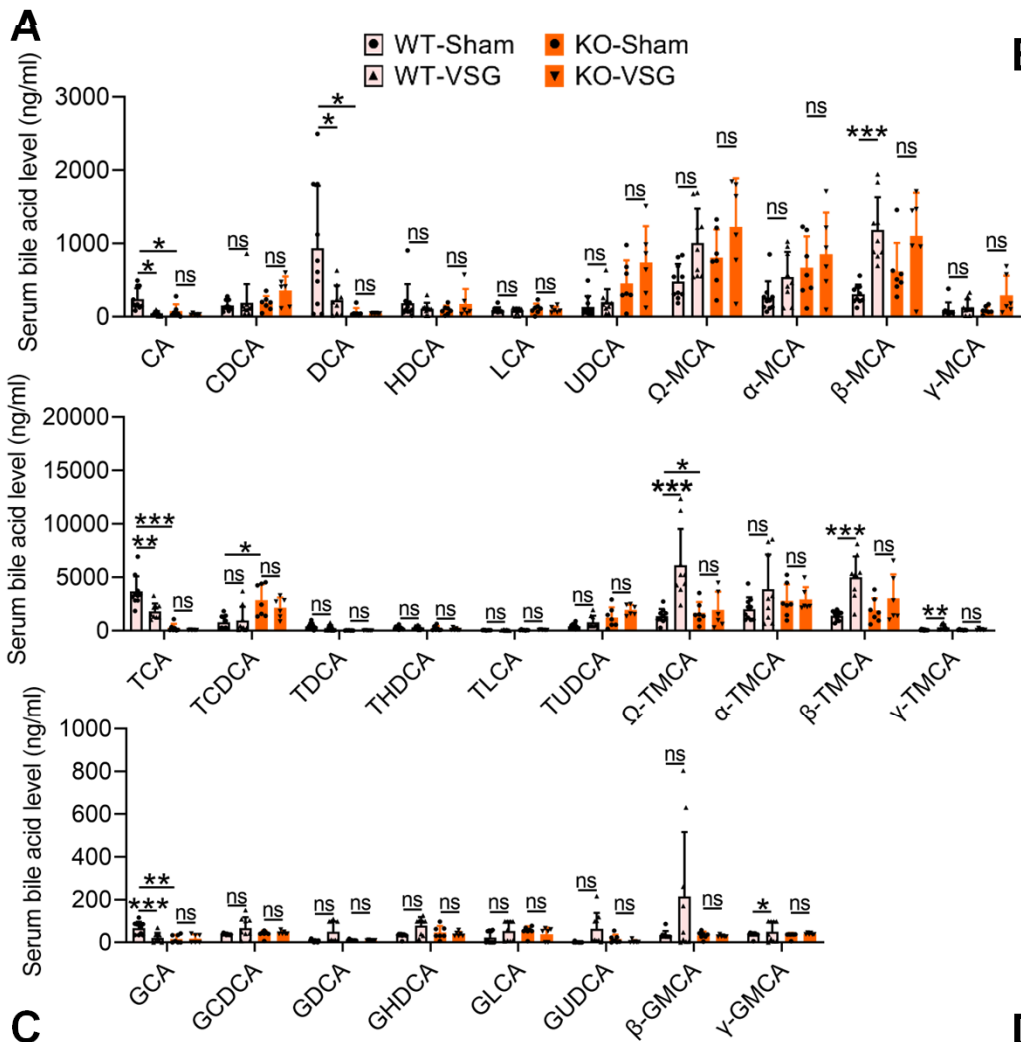 A
WT-Sham KO-Sham
WT-VSG KO-VSG
Serum bile acid level (ng/ml)
3000
2000
1000
0
* * ns ns ns * * ns ns ns ns ns ns ns ns ns ns ns *** ns ns
CA CDCA DCA HDCA LCA UDCA Ω-MCA α-MCA β-MCA γ-MCA
Serum bile acid level (ng/ml)
20000
15000
10000
5000
0
*** ** ns * ns ns ns ns ns ns ns ns ns ns *** * ns ns ns *** ns ** ns
TCA TCDCA TDCA THDCA TLCA TUDCA Ω-TMCA α-TMCA β-TMCA γ-TMCA
Serum bile acid level (ng/ml)
1000
800
600
400
200
0
** *** ns ns ns ns ns ns ns ns ns ns ns ns ns * ns
GCA GCDCA GDCA GHDCA GLCA GUDCA β-GMCA γ-GMCA
C